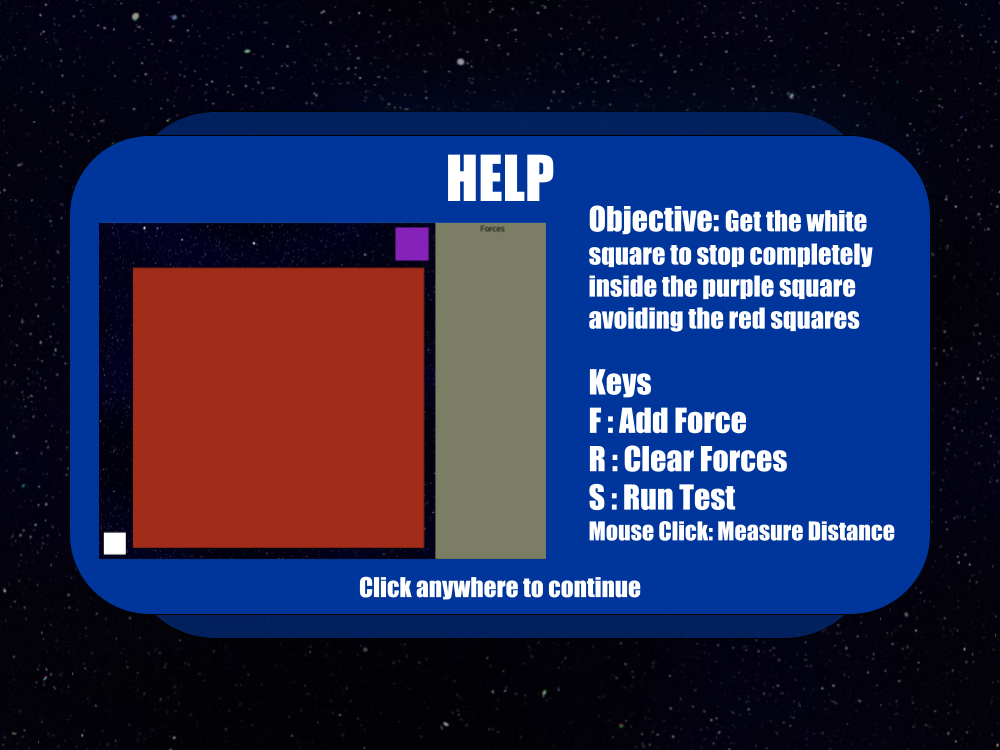 HELP
Forces
Objective: Get the white
square to stop completely
inside the purple square
avoiding the red squares
Keys
F : Add Force
R : Clear Forces
S : Run Test
Mouse Click: Measure Distance
Click anywhere to continue